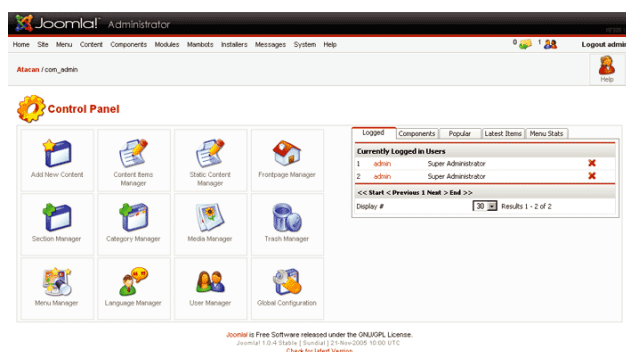 Joomla! Administrator
Home Site Menu Content Components Modules Mambots Installers Messages System Help 0 1 Logout admin
Atacan / com_admin
Help
Control Panel
Add New Content
Content Items Manager
Static Content Manager
Frontpage Manager
Section Manager
Category Manager
Media Manager
Trash Manager
Menu Manager
Language Manager
User Manager
Global Configuration
Logged Components Popular Latest Items Menu Stats
Currently Logged in Users
1 admin Super Administrator
2 admin Super Administrator
<< Start < Previous 1 Next > End >>
Display # 30 Results 1 - 2 of 2
Joomla! is Free Software released under the GNU/GPL License.
Joomla! 1.0.4 Stable [ Sundial ] 21-Nov-2005 10:00 UTC
Check for latest Version